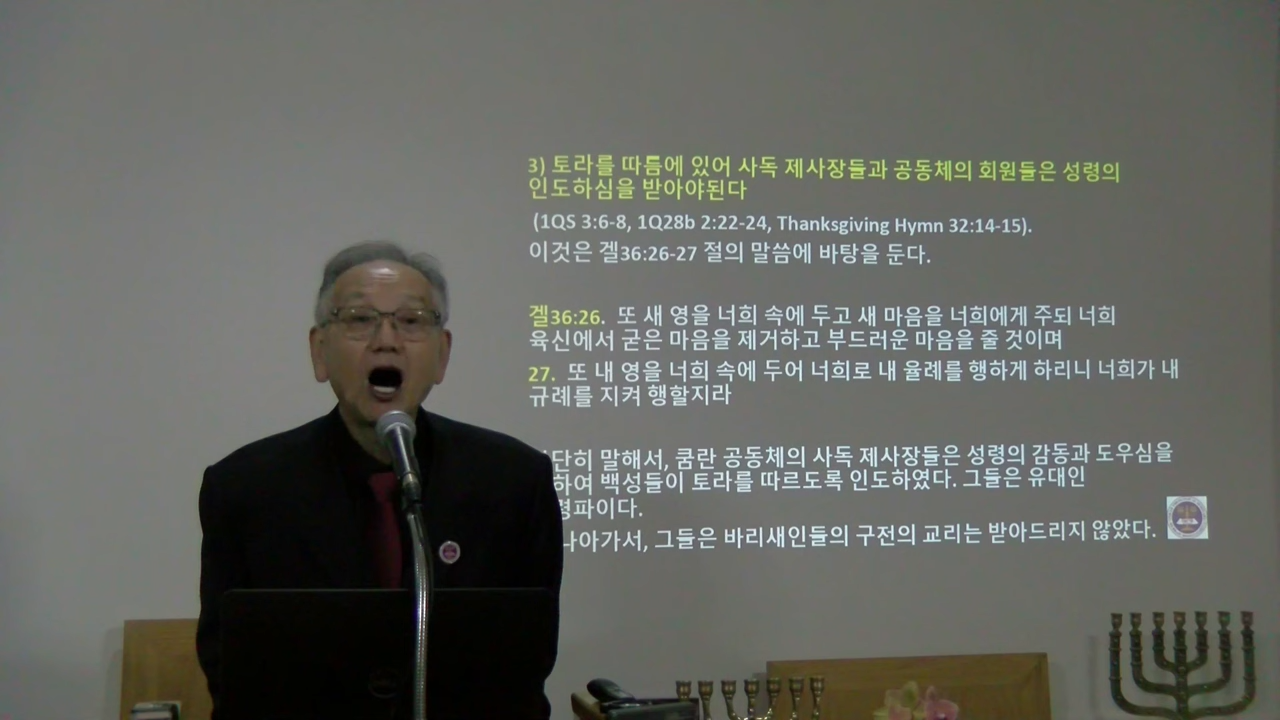 3) 토라를 따름에 있어 사독 제사장들과 공동체의 회원들은 성령의
인도하심을 받아야된다
(1QS 3:6-8, 1Q28b 2:22-24, Thanksgiving Hymn 32:14-15).
이것은 겔36:26-27 절의 말씀에 바탕을 둔다.
겔36:26. 또 새 영을 너희 속에 두고 새 마음을 너희에게 주되 너희
육신에서 굳은 마음을 제거하고 부드러운 마음을 줄 것이며
27. 또 내 영을 너희 속에 두어 너희로 내 율례를 행하게 하리니 너희가 내
규례를 지켜 행할지라
말해서, 쿰란 공동체의 사독 제사장들은 성령의 감동과 도우심을
백성들이 토라를 따르도록 인도하였다. 그들은 유대인
그들은 바리새인들의 구전의 교리는 받아드리지 않았다.